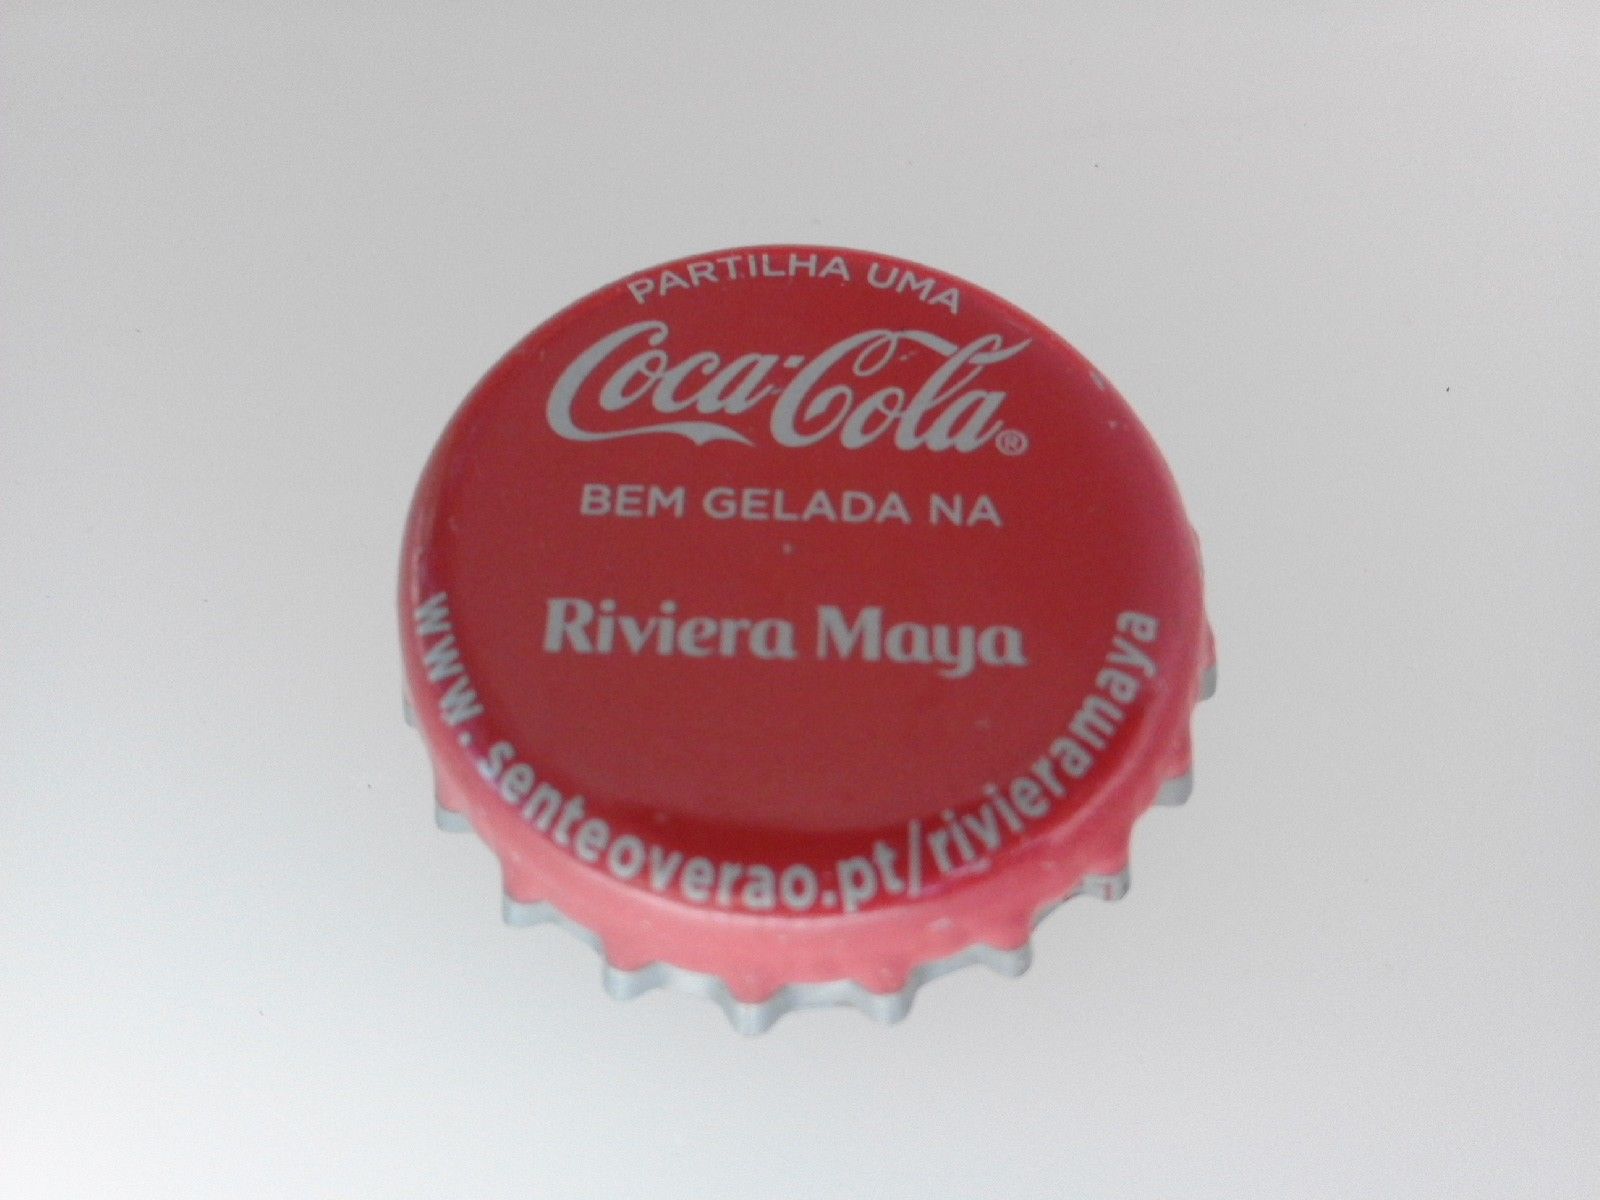 PARTILHA UMA
Coca-Cola®
BEM GELADA NA
Riviera Maya
www.senteoverao.pt/rivieramaya